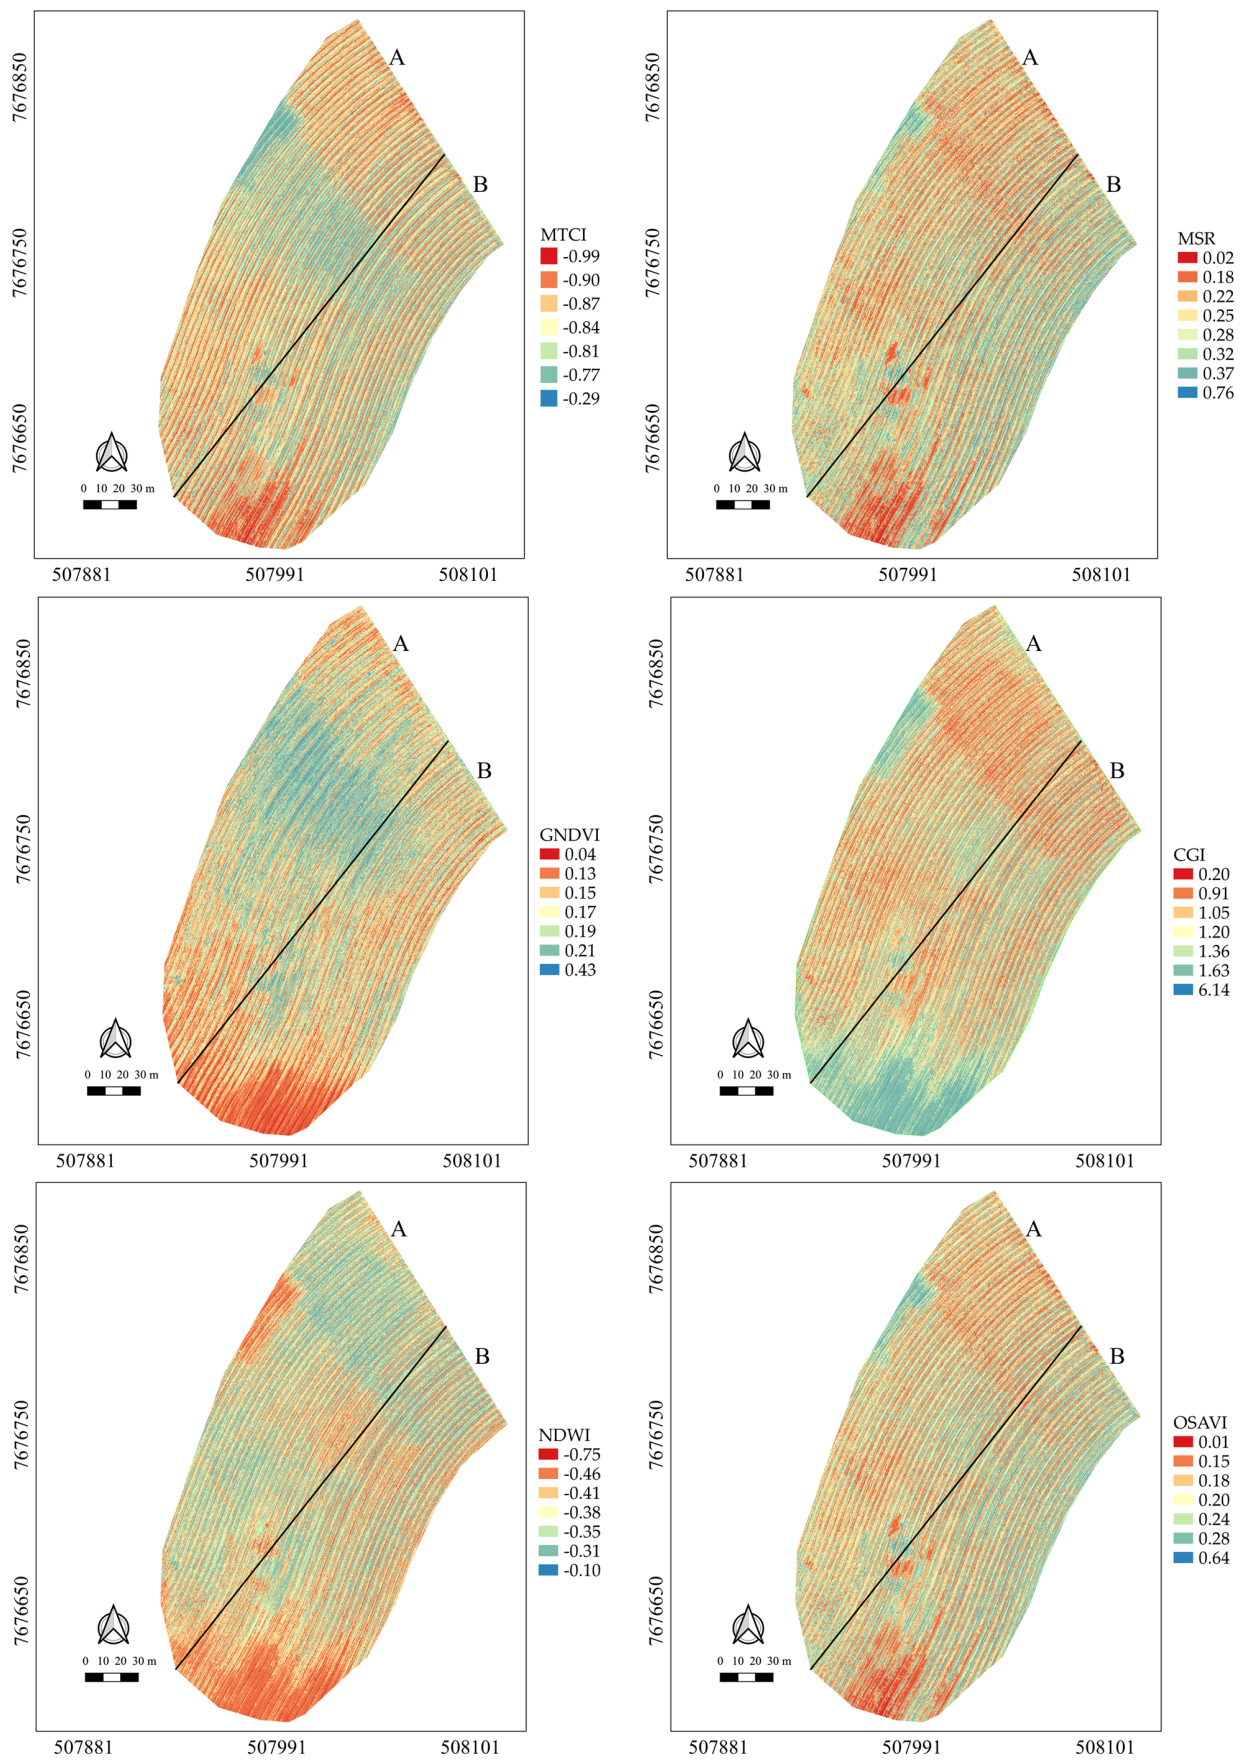 7676850
7676750
7676650
A
B
MTCI
-0.99
-0.90
-0.87
-0.84
-0.81
-0.77
-0.29
0 10 20 30 m
507881 507991 508101
7676850
7676750
7676650
A
B
MSR
0.02
0.18
0.22
0.25
0.28
0.32
0.37
0.76
0 10 20 30 m
507881 507991 508101
7676850
7676750
7676650
A
B
GNDVI
0.04
0.13
0.15
0.17
0.19
0.21
0.43
0 10 20 30 m
507881 507991 508101
7676850
7676750
7676650
A
B
CGI
0.20
0.91
1.05
1.20
1.36
1.63
6.14
0 10 20 30 m
507881 507991 508101
7676850
7676750
7676650
A
B
NDWI
-0.75
-0.46
-0.41
-0.38
-0.35
-0.31
-0.10
0 10 20 30 m
507881 507991 508101
7676850
7676750
7676650
A
B
OSAVI
0.01
0.15
0.18
0.20
0.24
0.28
0.64
0 10 20 30 m
507881 507991 508101